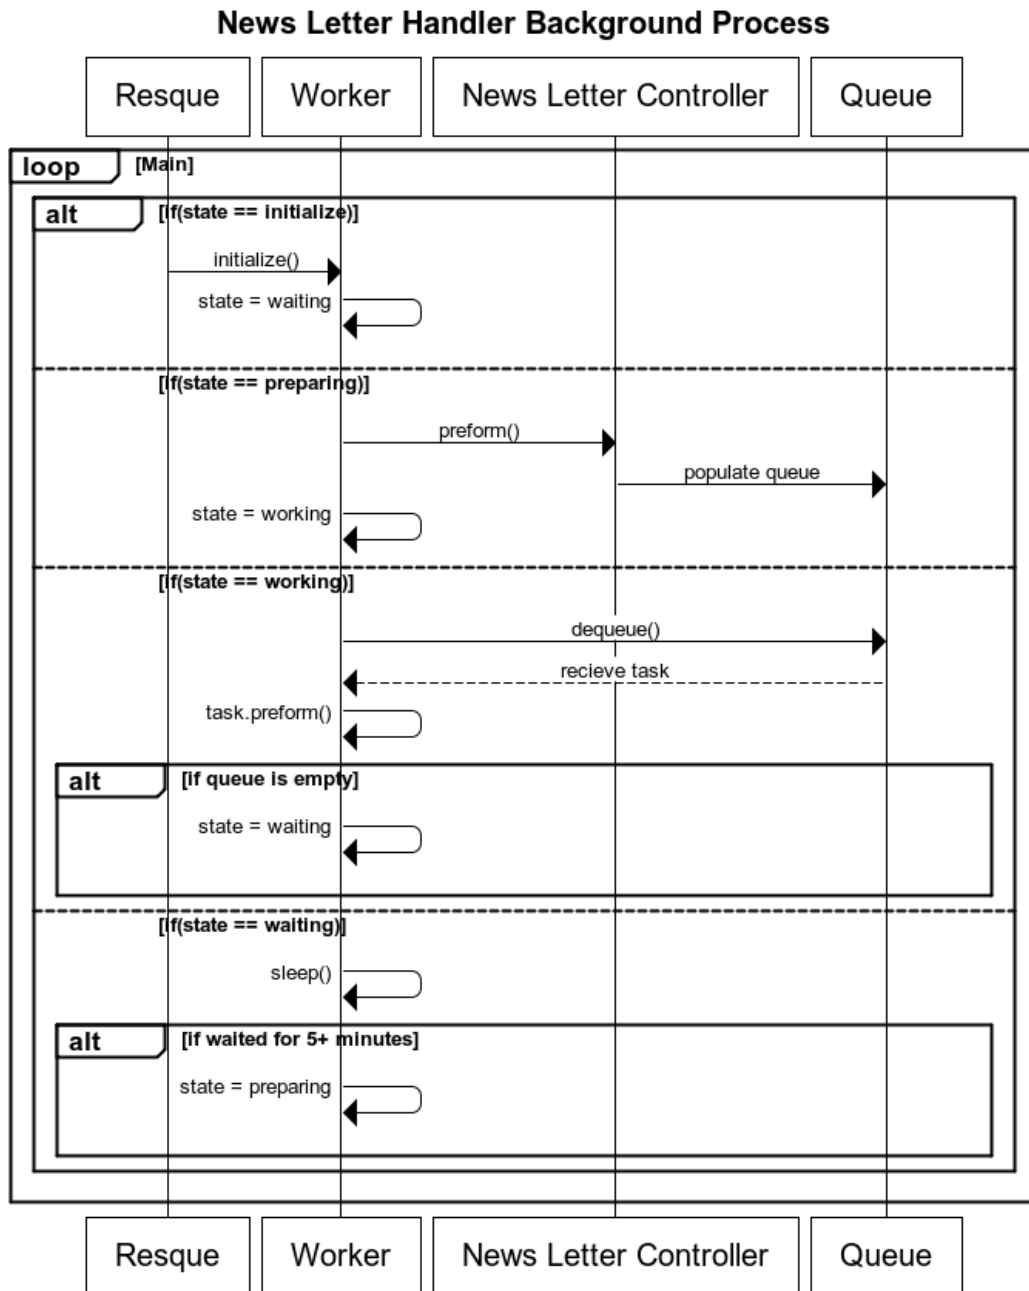 News Letter Handler Background Process
Resque Worker News Letter Controller Queue
loop [Main]
alt [if(state == initialize)]
initialize()
state = waiting
[if(state == preparing)]
preform()
populate queue
state = working
[if(state == working)]
dequeue()
recieve task
task.preform()
alt [if queue is empty]
state = waiting
[if(state == waiting)]
sleep()
alt [if waited for 5+ minutes]
state = preparing
Resque Worker News Letter Controller Queue